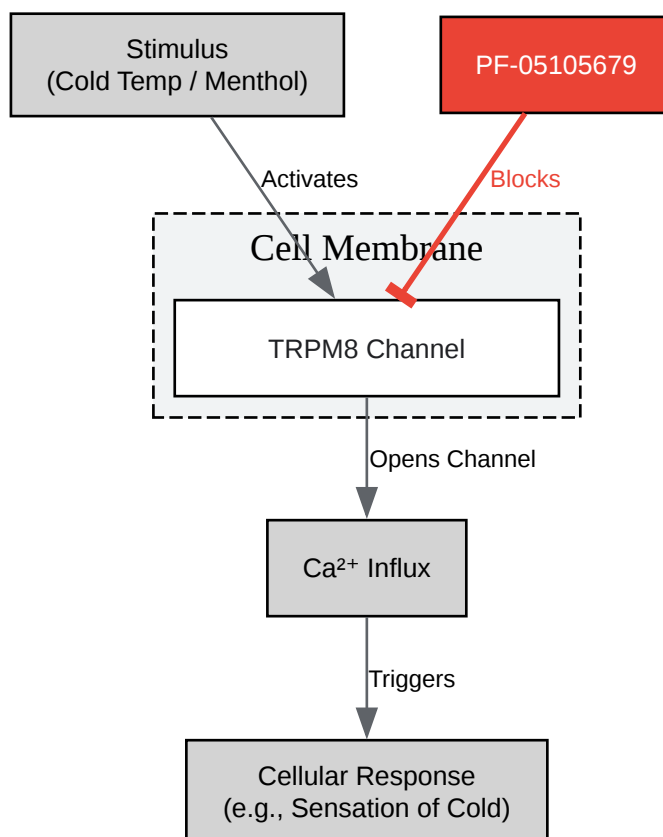 Stimulus
(Cold Temp / Menthol)
PF-05105679
Activates
Blocks
Cell Membrane
TRPM8 Channel
Opens Channel
Ca²⁺ Influx
Triggers
Cellular Response
(e.g., Sensation of Cold)